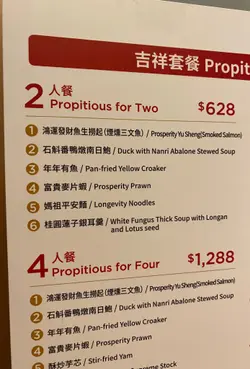 吉祥套餐 Propit
2 人餐
Propitious for Two $628
1 鴻運發財魚生撈起(煙燻三文魚) / Prosperity Yu Sheng(Smoked Salmon)
2 石斛番鴨燉南日鮑 / Duck with Nanri Abalone Stewed Soup
3 年年有魚 / Pan-fried Yellow Croaker
4 富貴麥片蝦 / Prosperity Prawn
5 媽祖平安麵 / Longevity Noodles
6 桂圓蓮子銀耳羹 / White Fungus Thick Soup with Longan
and Lotus seed
4 人餐
Propitious for Four $1,288
1 鴻運發財魚生撈起(煙燻三文魚) / Prosperity Yu Sheng(Smoked Salmon)
2 石斛番鴨燉南日鮑 / Duck with Nanri Abalone Stewed Soup
3 年年有魚 / Pan-fried Yellow Croaker
4 富貴麥片蝦 / Prosperity Prawn
5 酥炒芋芯 / Stir-fried Yam
Supreme Stock